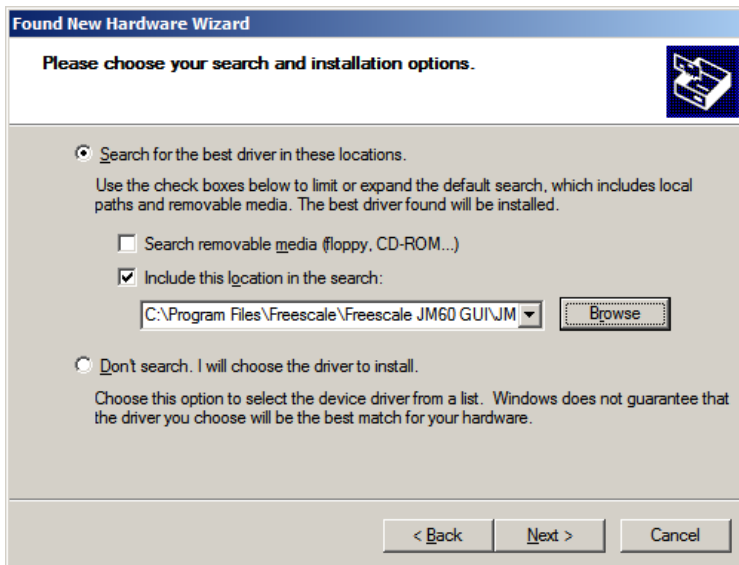 Found New Hardware Wizard
Please choose your search and installation options.
Search for the best driver in these locations.
Use the check boxes below to limit or expand the default search, which includes local
paths and removable media. The best driver found will be installed.
Search removable media (floppy, CD-ROM...)
Include this location in the search:
C:\Program Files\Freescale\Freescale JM60 GUI\JM
Browse
Don't search. I will choose the driver to install.
Choose this option to select the device driver from a list. Windows does not guarantee that
the driver you choose will be the best match for your hardware.
< Back
Next >
Cancel